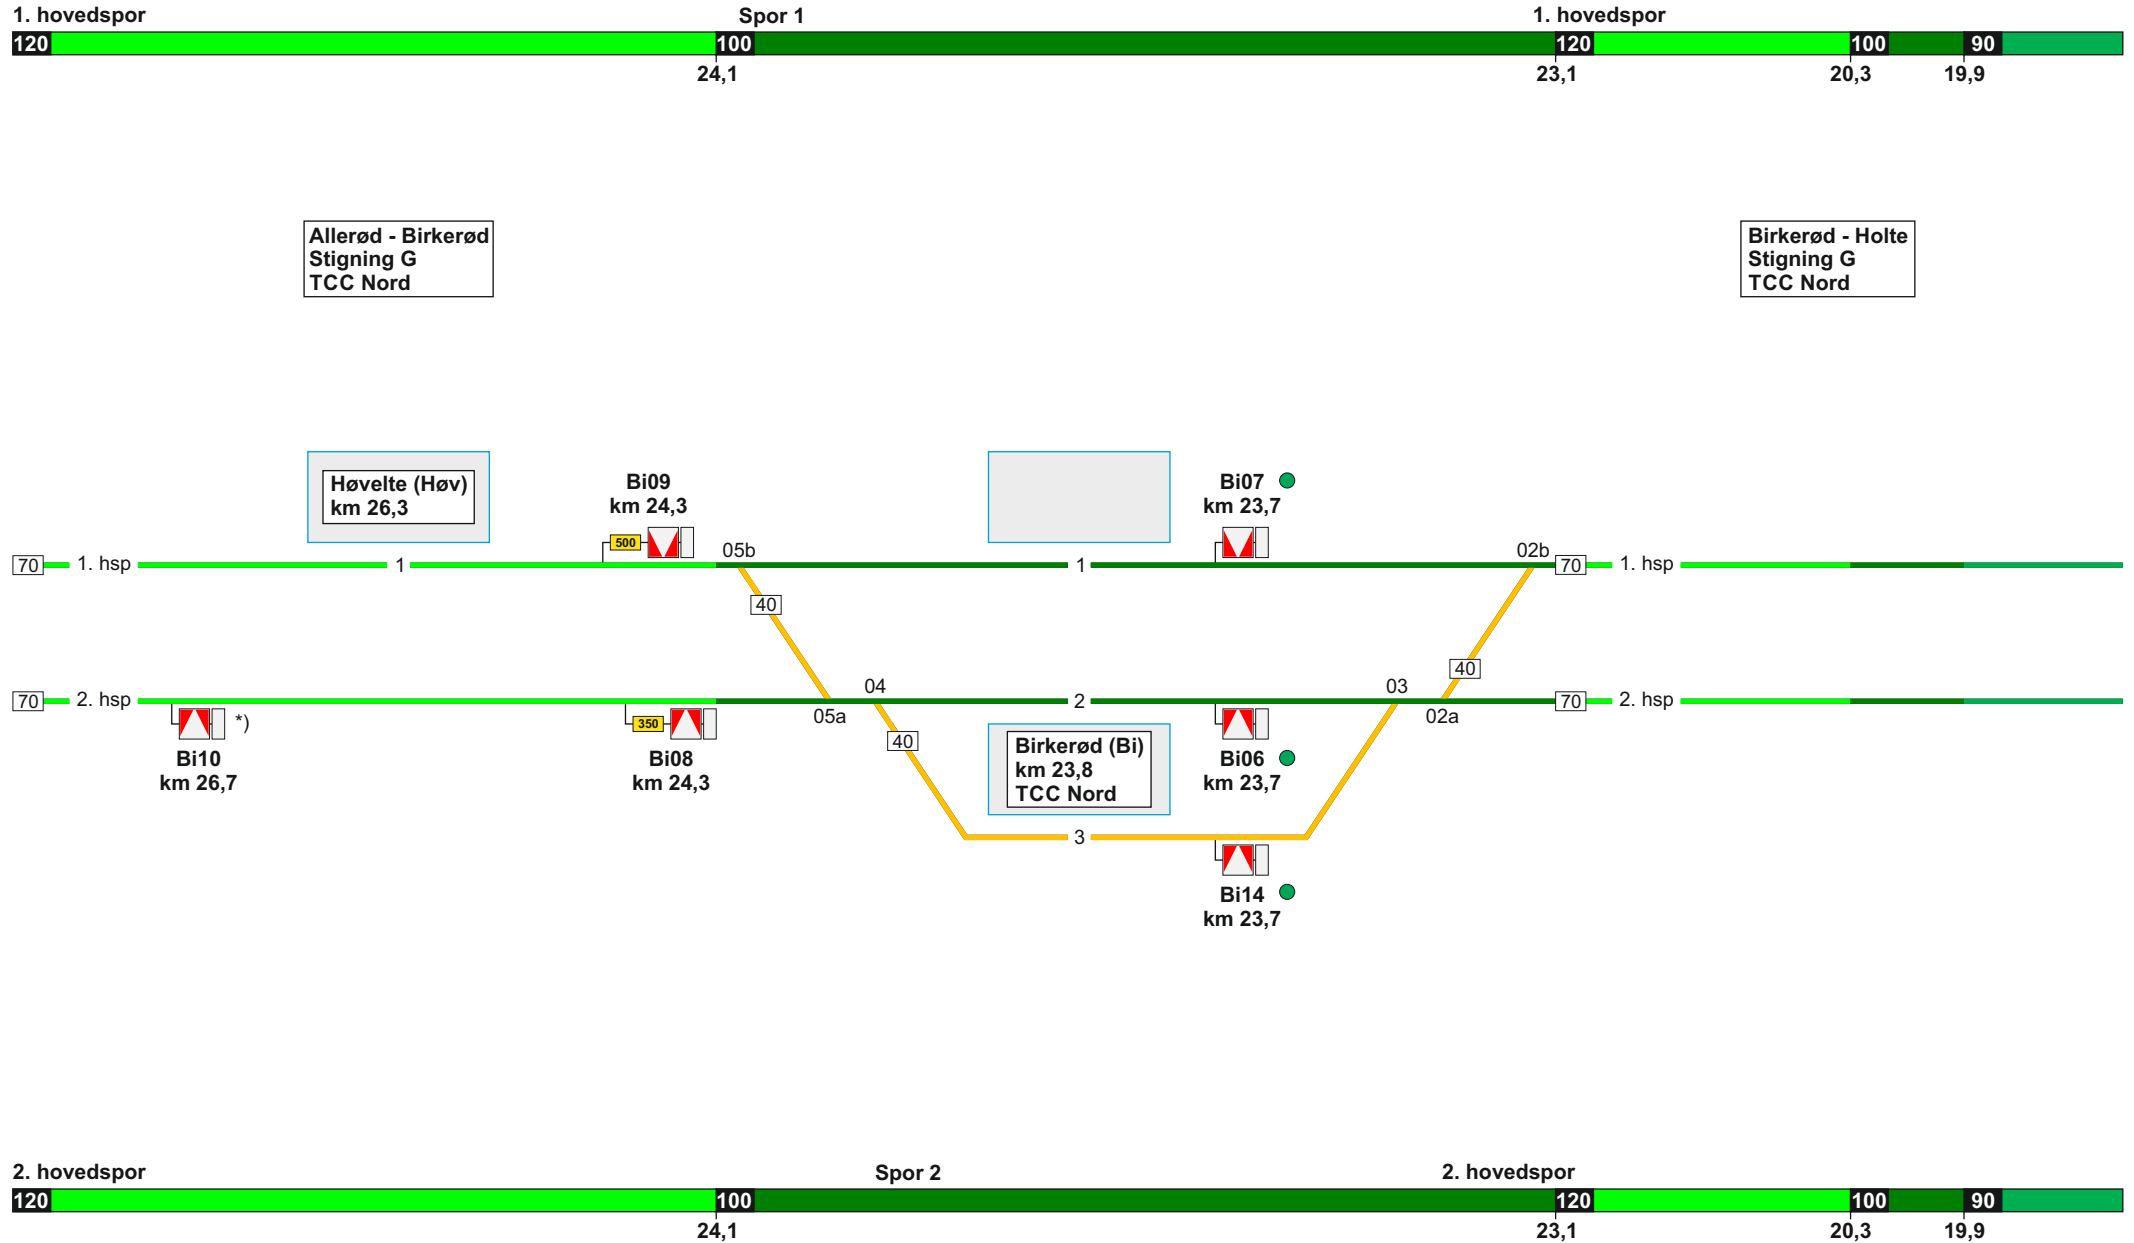 1. hovedspor
Spor 1
1. hovedspor
120
100
120
100
90
24,1
23,1
20,3
19,9
Allerød - Birkerød
Stigning G
TCC Nord
Birkerød - Holte
Stigning G
TCC Nord
Høvelte (Høv)
km 26,3
Bi09
km 24,3
500
Bi07
km 23,7
05b
02b
70
1. hsp
1
1
70
1. hsp
40
40
04
03
70
2. hsp
2
70
2. hsp
05a
02a
*)
Bi10
km 26,7
350
Bi08
km 24,3
40
Birkerød (Bi)
km 23,8
TCC Nord
Bi06
km 23,7
3
Bi14
km 23,7
2. hovedspor
Spor 2
2. hovedspor
120
100
120
100
90
24,1
23,1
20,3
19,9